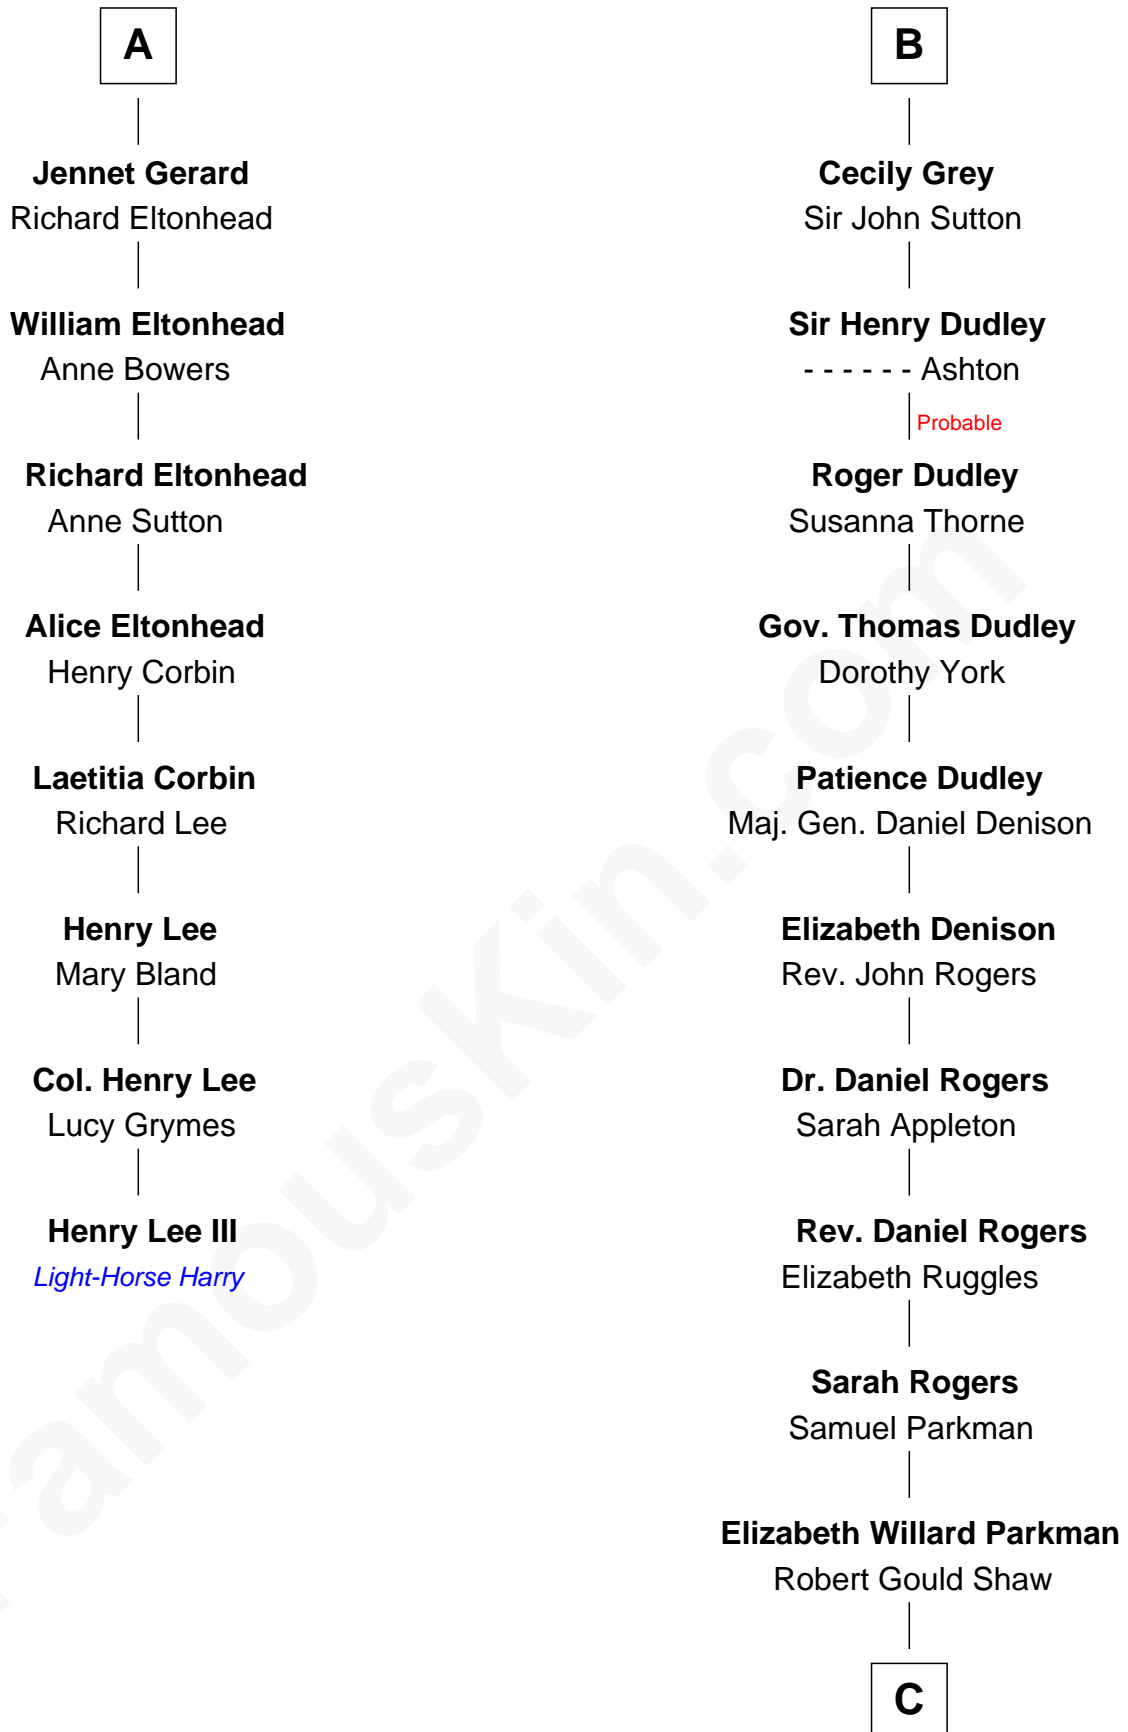 A
Jennet Gerard
Richard Eltonhead
William Eltonhead
Anne Bowers
Richard Eltonhead
Anne Sutton
Alice Eltonhead
Henry Corbin
Laetitia Corbin
Richard Lee
Henry Lee
Mary Bland
Col. Henry Lee
Lucy Grymes
Henry Lee III
Light-Horse Harry
B
Cecily Grey
Sir John Sutton
Sir Henry Dudley
- - - - - - Ashton
Probable
Roger Dudley
Susanna Thorne
Gov. Thomas Dudley
Dorothy York
Patience Dudley
Maj. Gen. Daniel Denison
Elizabeth Denison
Rev. John Rogers
Dr. Daniel Rogers
Sarah Appleton
Rev. Daniel Rogers
Elizabeth Ruggles
Sarah Rogers
Samuel Parkman
Elizabeth Willard Parkman
Robert Gould Shaw
C
FamousKin.com